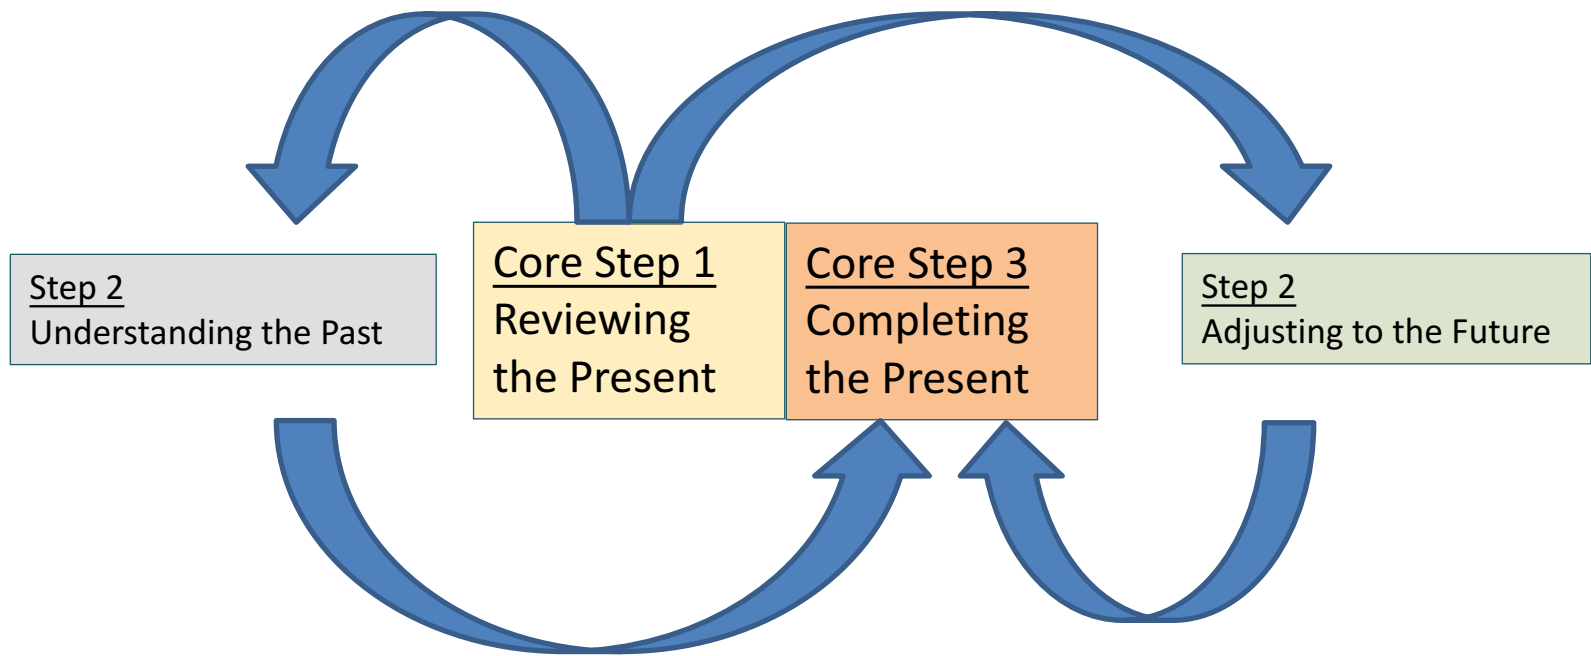 Step 2
Understanding the Past
Core Step 1
Reviewing
the Present
Core Step 3
Completing
the Present
Step 2
Adjusting to the Future